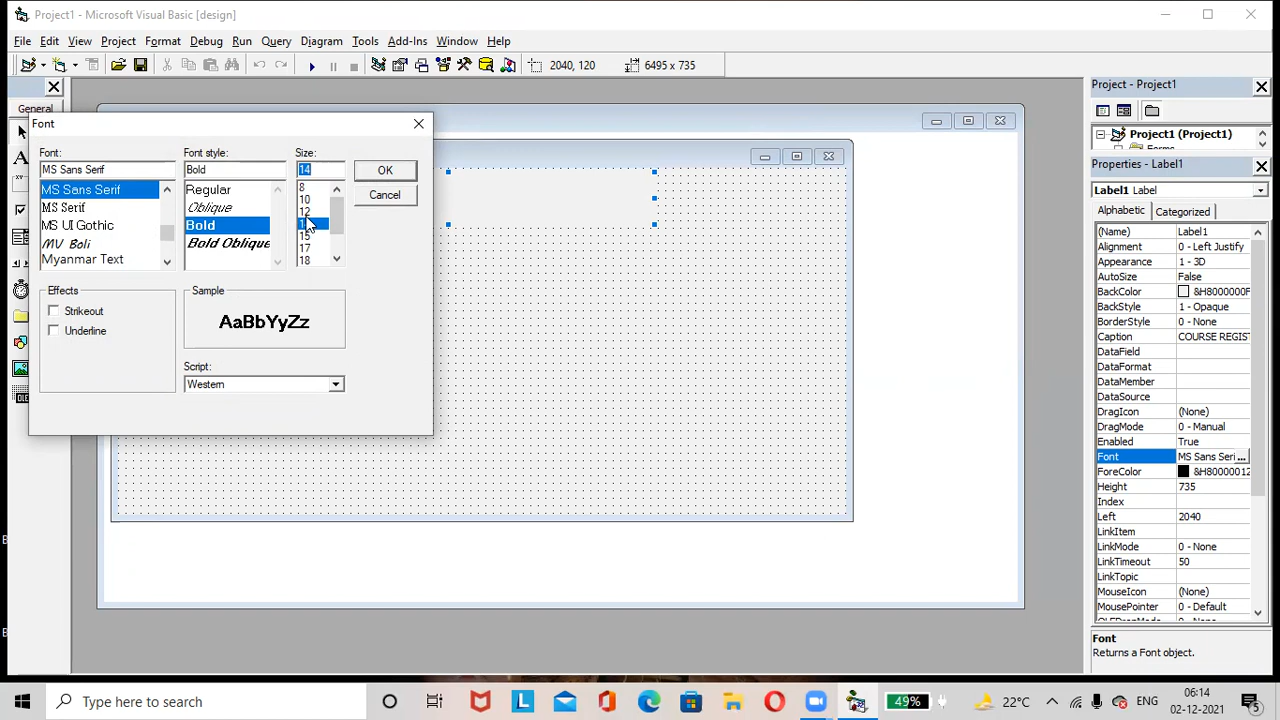 Project1 - Microsoft Visual Basic [design]
File Edit View Project Format Debug Run Query Diagram Tools Add-Ins Window Help
2040, 120 6495 x 735
General
Font
Font: Font style: Size:
MS Sans Serif Bold 14 OK
MS Sans Serif Regular 8
MS Serif Oblique 10
MS UI Gothic Bold 12
MV Boli Bold Oblique 15
Myanmar Text 17
18
Cancel
Effects
Strikeout
Underline
Sample
AaBbYyZz
Script:
Western
Project - Project1
Project1 (Project1)
Properties - Label1
Label1 Label
Alphabetic Categorized
(Name) Label1
Alignment 0 - Left Justify
Appearance 1 - 3D
AutoSize False
BackColor &H8000000F
BackStyle 1 - Opaque
BorderStyle 0 - None
Caption COURSE REGIST
DataField
DataFormat
DataMember
DataSource
DragIcon (None)
DragMode 0 - Manual
Enabled True
Font MS Sans Seri ...
ForeColor &H80000012
Height 735
Index
Left 2040
LinkItem
LinkMode 0 - None
LinkTimeout 50
LinkTopic
MouseIcon (None)
MousePointer 0 - Default
Font
Returns a Font object.
Type here to search
49%
22°C
ENG
06:14
02-12-2021
5